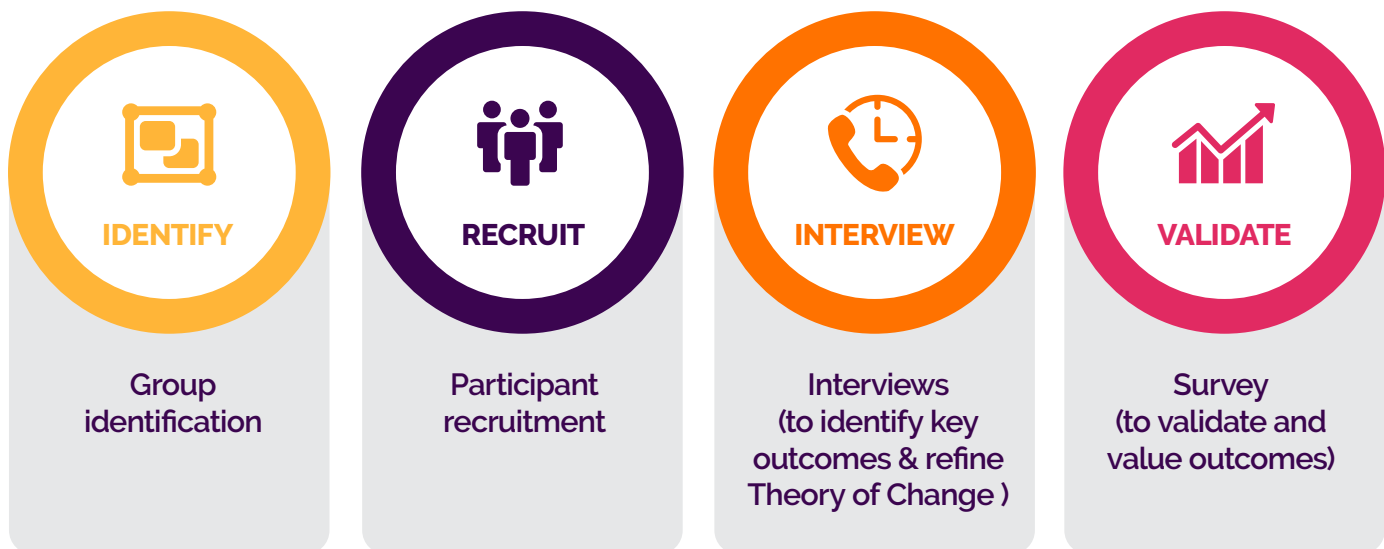 IDENTIFY
Group
identification
RECRUIT
Participant
recruitment
INTERVIEW
Interviews
(to identify key
outcomes & refine
Theory of Change )
VALIDATE
Survey
(to validate and
value outcomes)